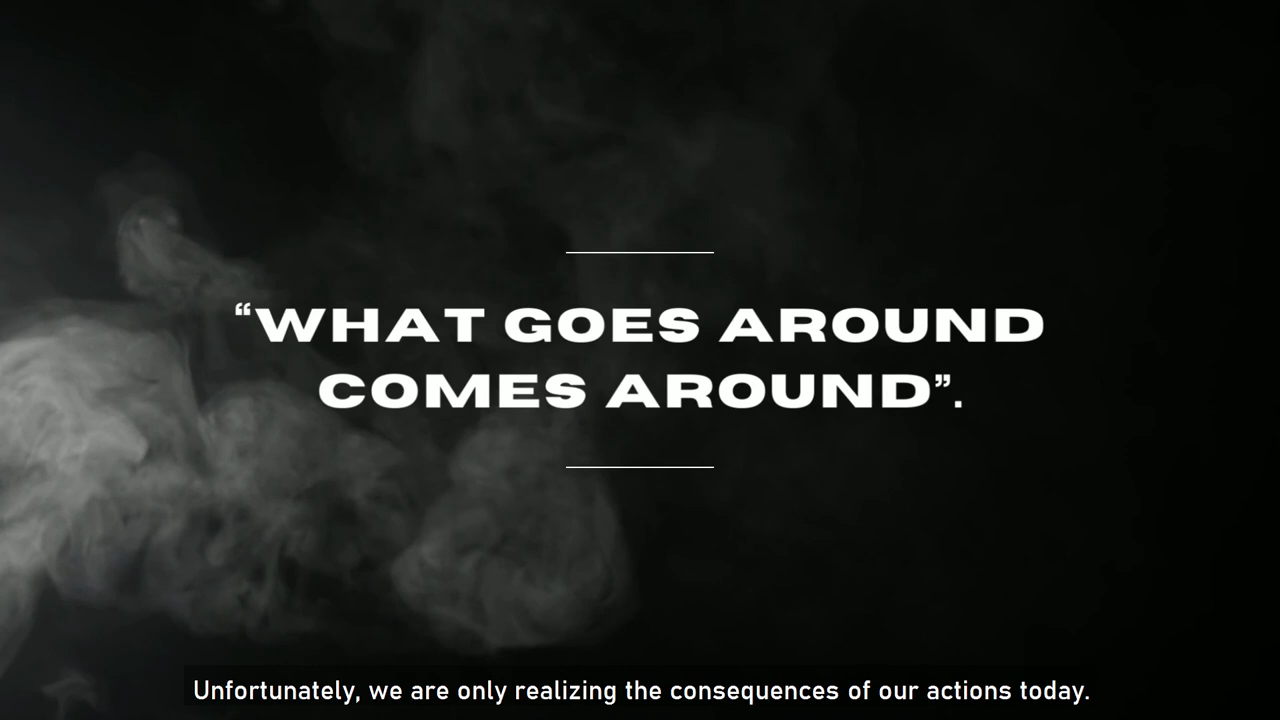 “WHAT GOES AROUND
COMES AROUND”.
Unfortunately, we are only realizing the consequences of our actions today.